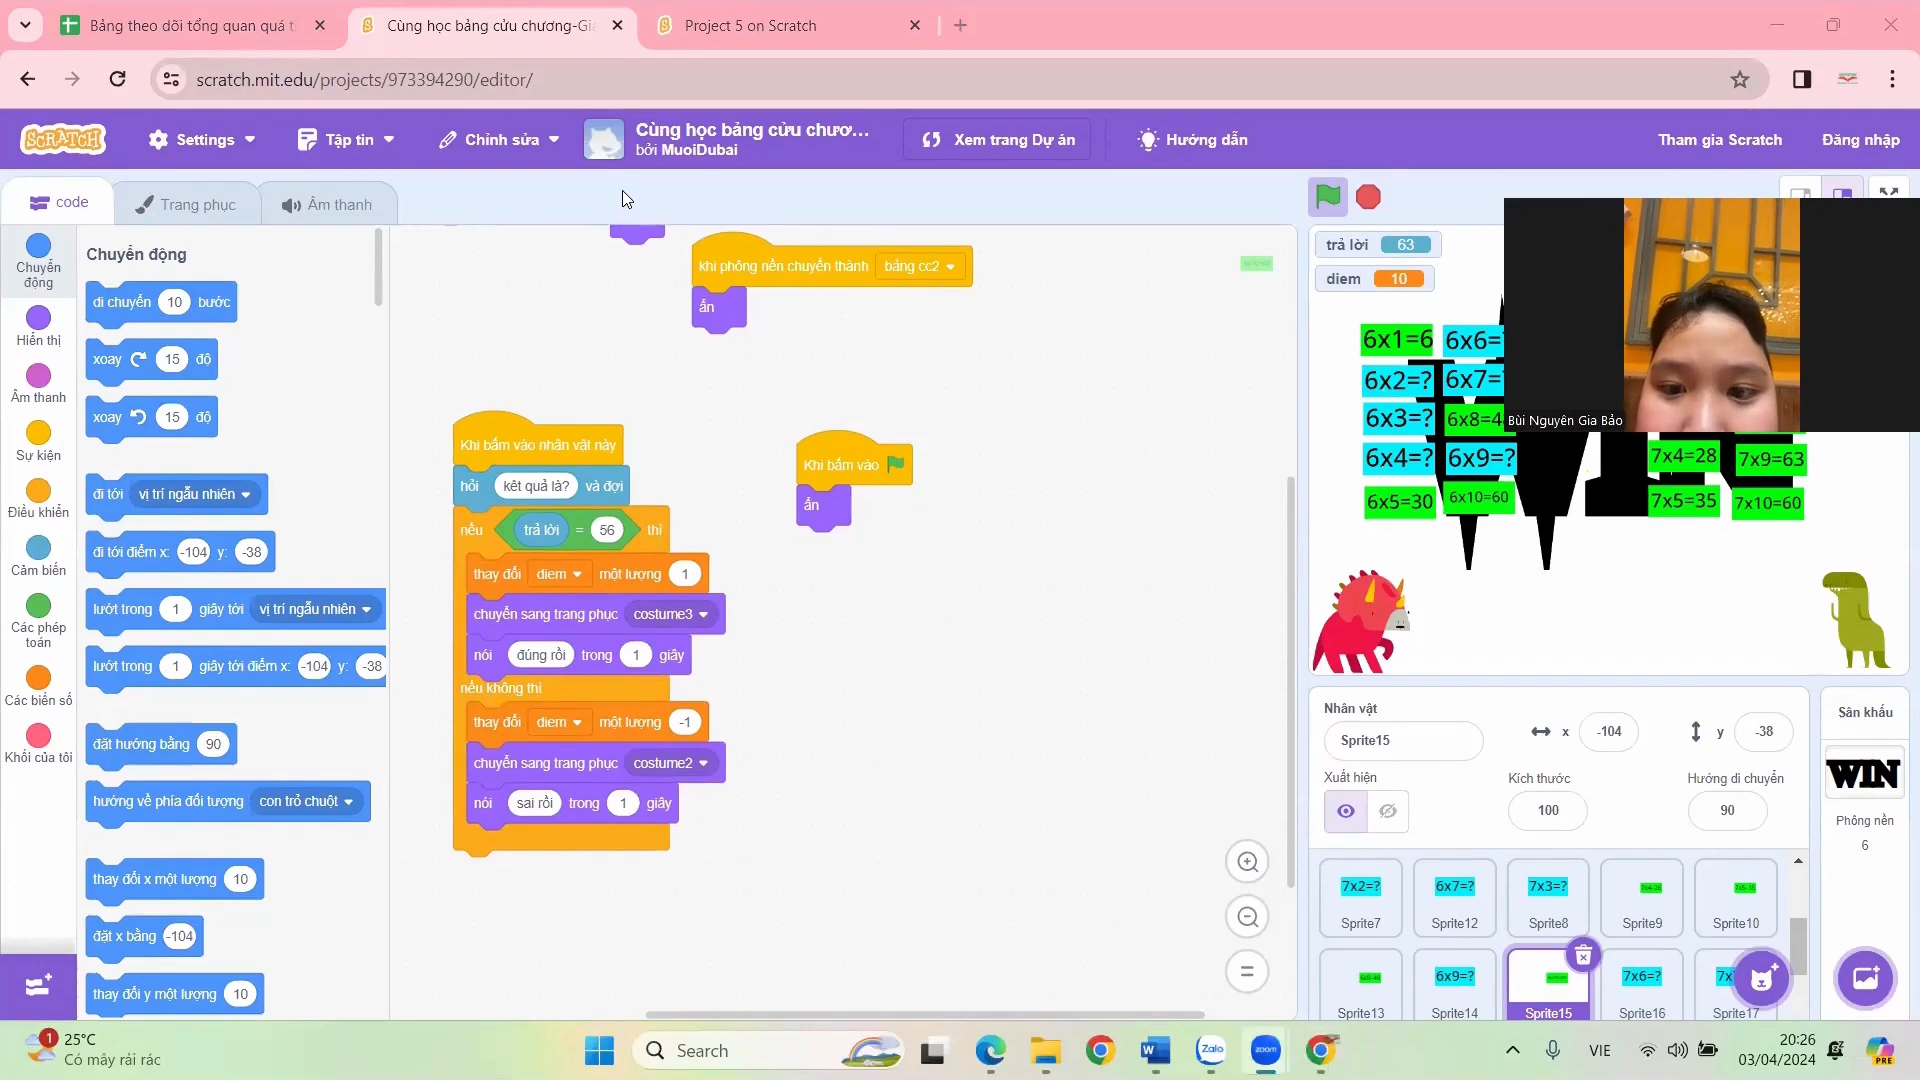 Bảng theo dõi tổng quan quá t
Cùng học bảng cửu chương-Gia
Project 5 on Scratch
scratch.mit.edu/projects/973394290/editor/
SCRATCH
Settings
Tập tin
Chỉnh sửa
Cùng học bảng cửu chươ...
bởi MuoiDubai
Xem trang Dự án
Hướng dẫn
Tham gia Scratch
Đăng nhập
code
Trang phục
Âm thanh
Chuyển động
Hiển thị
Âm thanh
Sự kiện
Điều khiển
Cảm biến
Các phép toán
Các biến số
Khối của tôi
Chuyển động
di chuyển 10 bước
xoay 15 độ
xoay 15 độ
đi tới vị trí ngẫu nhiên
đi tới điểm x: -104 y: -38
lướt trong 1 giây tới vị trí ngẫu nhiên
lướt trong 1 giây tới điểm x: -104 y: -38
đặt hướng bằng 90
hướng về phía đối tượng con trỏ chuột
thay đổi x một lượng 10
đặt x bằng -104
thay đổi y một lượng 10
khi phông nền chuyển thành bảng cc2
ẩn
Khi bấm vào nhân vật này
hỏi kêt quả là? và đợi
nếu trả lời = 56 thì
thay đổi diem một lượng 1
chuyển sang trang phục costume3
nói đúng rồi trong 1 giây
nếu không thì
thay đổi diem một lượng -1
chuyển sang trang phục costume2
nói sai rồi trong 1 giây
Khi bấm vào
ẩn
trả lời 63
diem 10
6x1=6 6x6=
6x2=? 6x7=
6x3=? 6x8=4
6x4=? 6x9=? 7x4=28 7x9=63
6x5=30 6x10=60 7x5=35 7x10=60
Bùi Nguyên Gia Bảo
Nhân vật
Sprite15
x -104
y -38
Xuất hiện
Kích thước
100
Hướng di chuyển
90
7x2=? 6x7=? 7x3=? 7x4=28 7x5=35
Sprite7 Sprite12 Sprite8 Sprite9 Sprite10
6x9=? 7x6=? 7x
Sprite13 Sprite14 Sprite15 Sprite16 Sprite17
Sân khấu
WIN
Phông nền
6
1
25°C
Có mây rải rác
Search
Zalo
zoom
VIE
20:26
03/04/2024
PRE